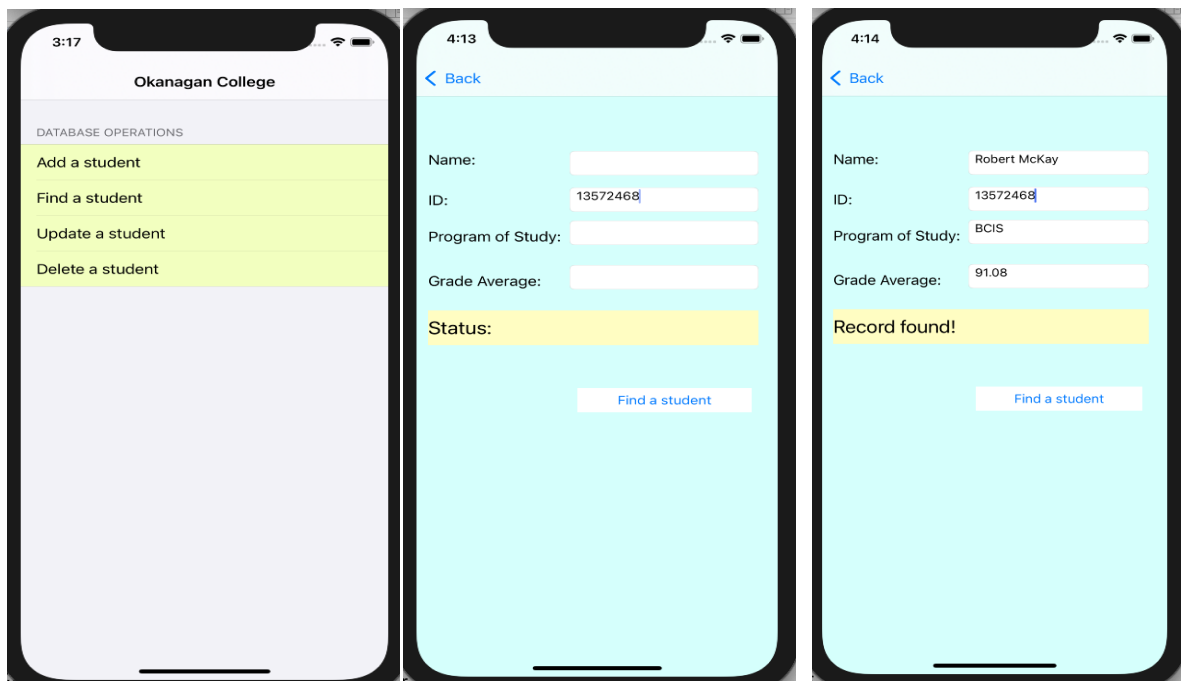 3:17
Okanagan College
DATABASE OPERATIONS
Add a student
Find a student
Update a student
Delete a student
4:13
Back
Name:
ID: 13572468
Program of Study:
Grade Average:
Status:
Find a student
4:14
Back
Name: Robert McKay
ID: 13572468
Program of Study: BCIS
Grade Average: 91.08
Record found!
Find a student